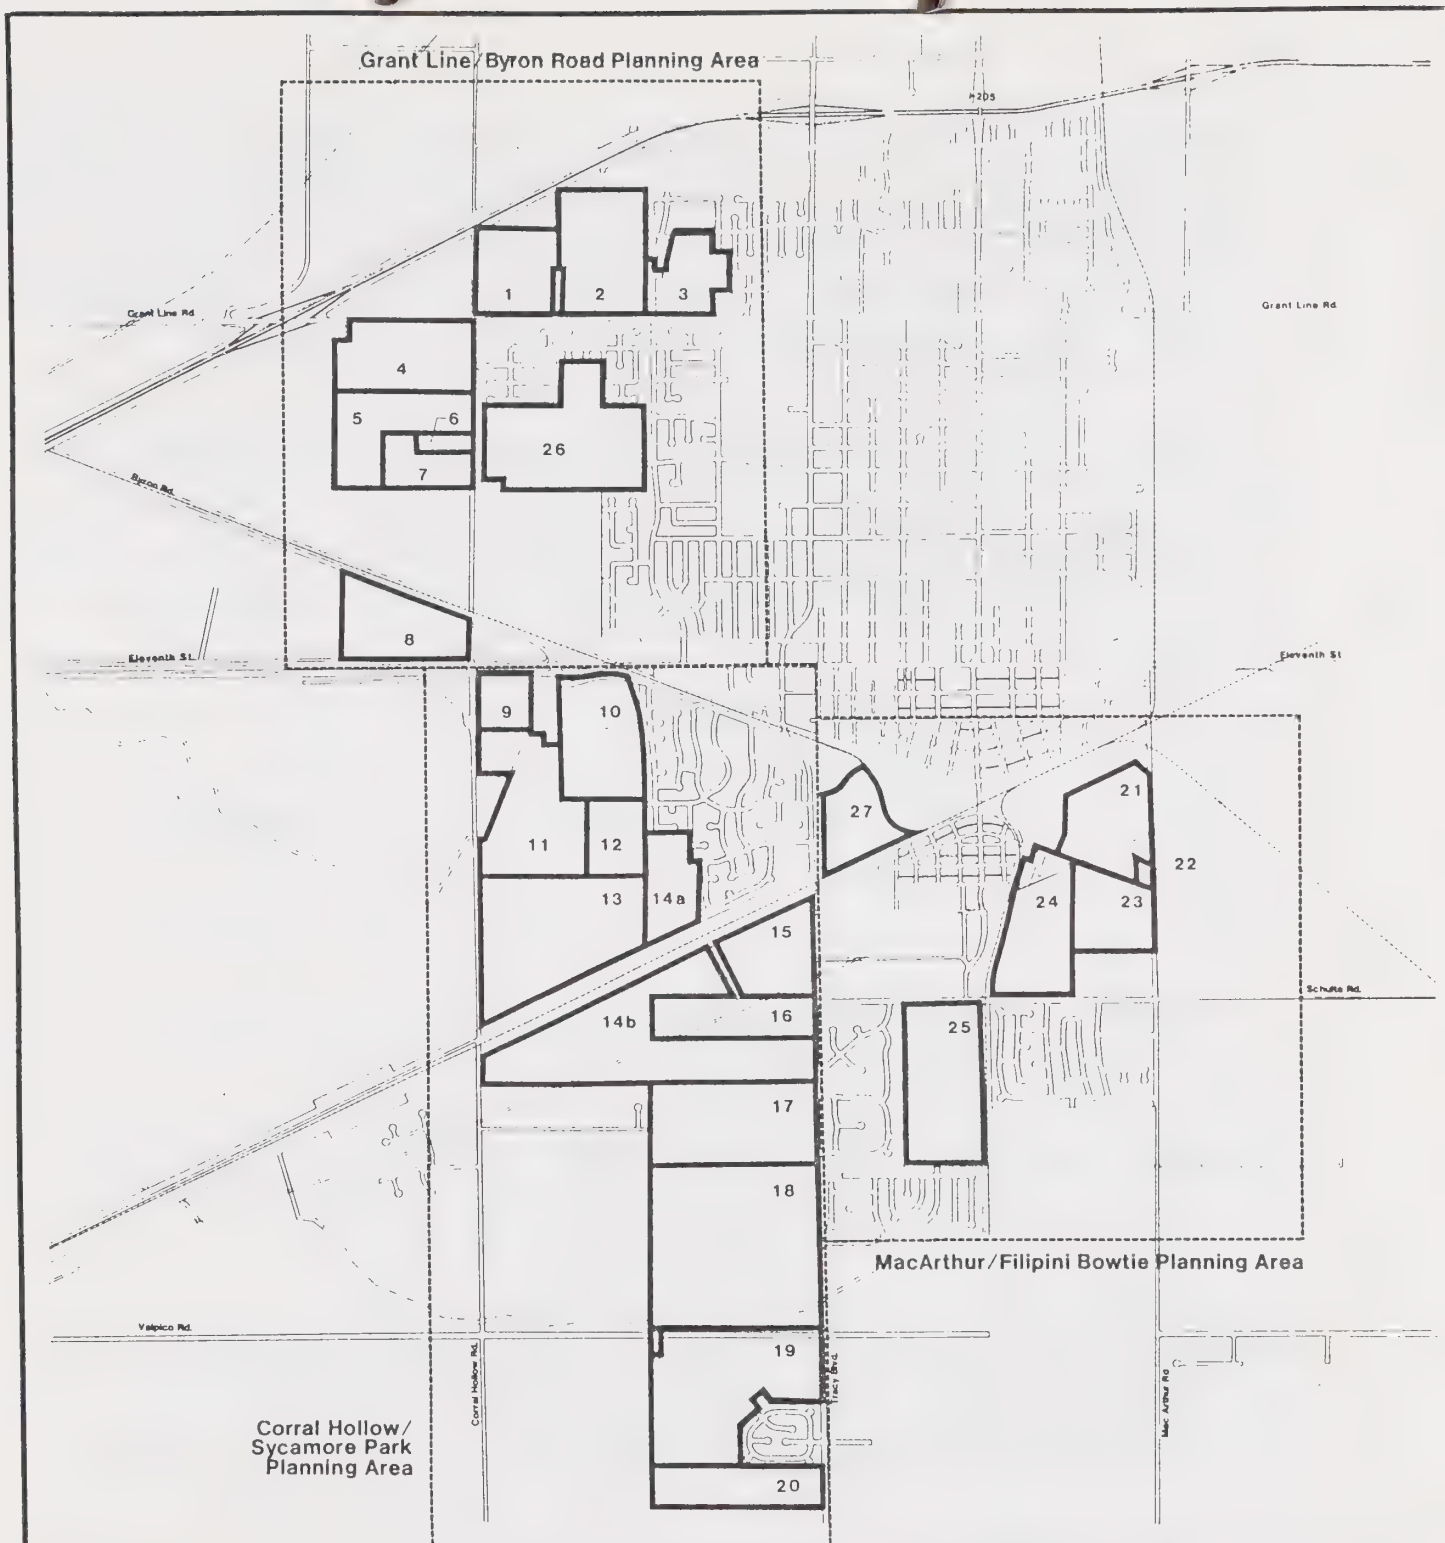 Grant Line/Byron Road Planning Area
I-205
Grant Line Rd.
Grant Line Rd.
1
2
3
4
5
6
7
26
Byron Rd.
8
Eleventh St.
Eleventh St
9
10
11
12
13
14a
27
21
22
23
24
15
16
14b
25
Schulte Rd.
17
18
MacArthur/Filipini Bowtie Planning Area
Valpico Rd.
19
Corral Hollow Rd.
Tracy Blvd.
Mac Arthur Rd
Corral Hollow/
Sycamore Park
Planning Area
20